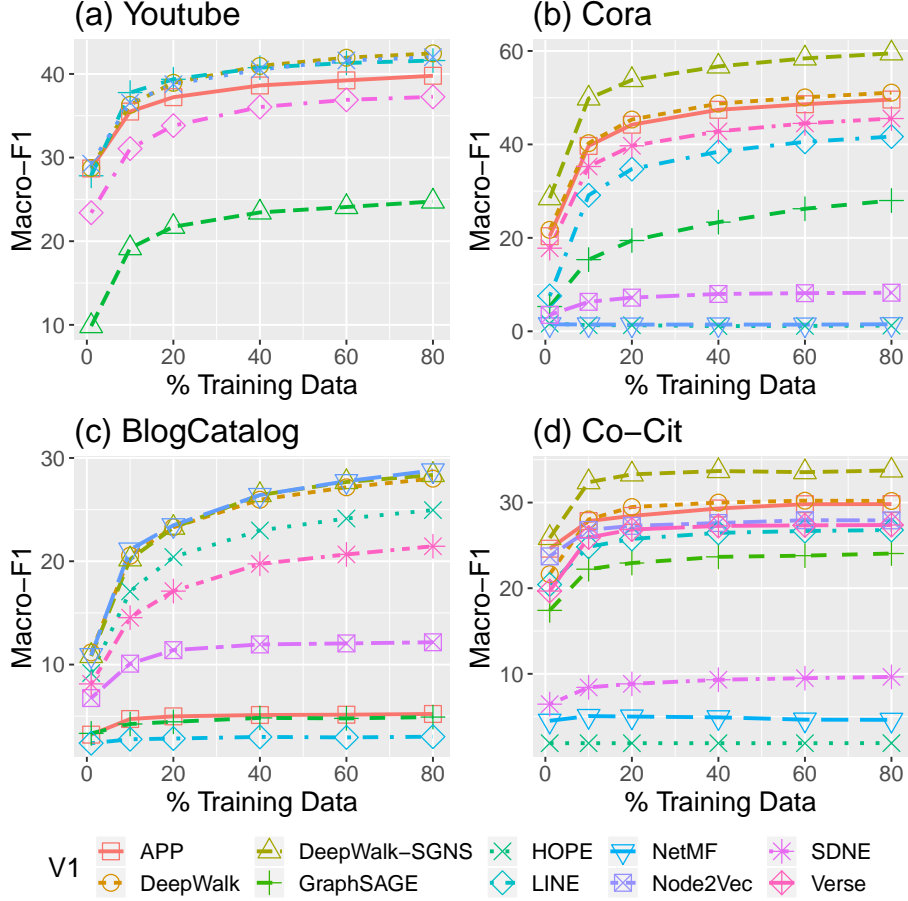 (a) Youtube
(b) Cora
Macro−F1
40
30
20
10
0
20
40
60
80
% Training Data
Macro−F1
60
40
20
0
0
20
40
60
80
% Training Data
(c) BlogCatalog
(d) Co−Cit
Macro−F1
30
20
10
0
20
40
60
80
% Training Data
Macro−F1
30
20
10
0
20
40
60
80
% Training Data
V1
APP
DeepWalk−SGNS
HOPE
NetMF
SDNE
DeepWalk
GraphSAGE
LINE
Node2Vec
Verse